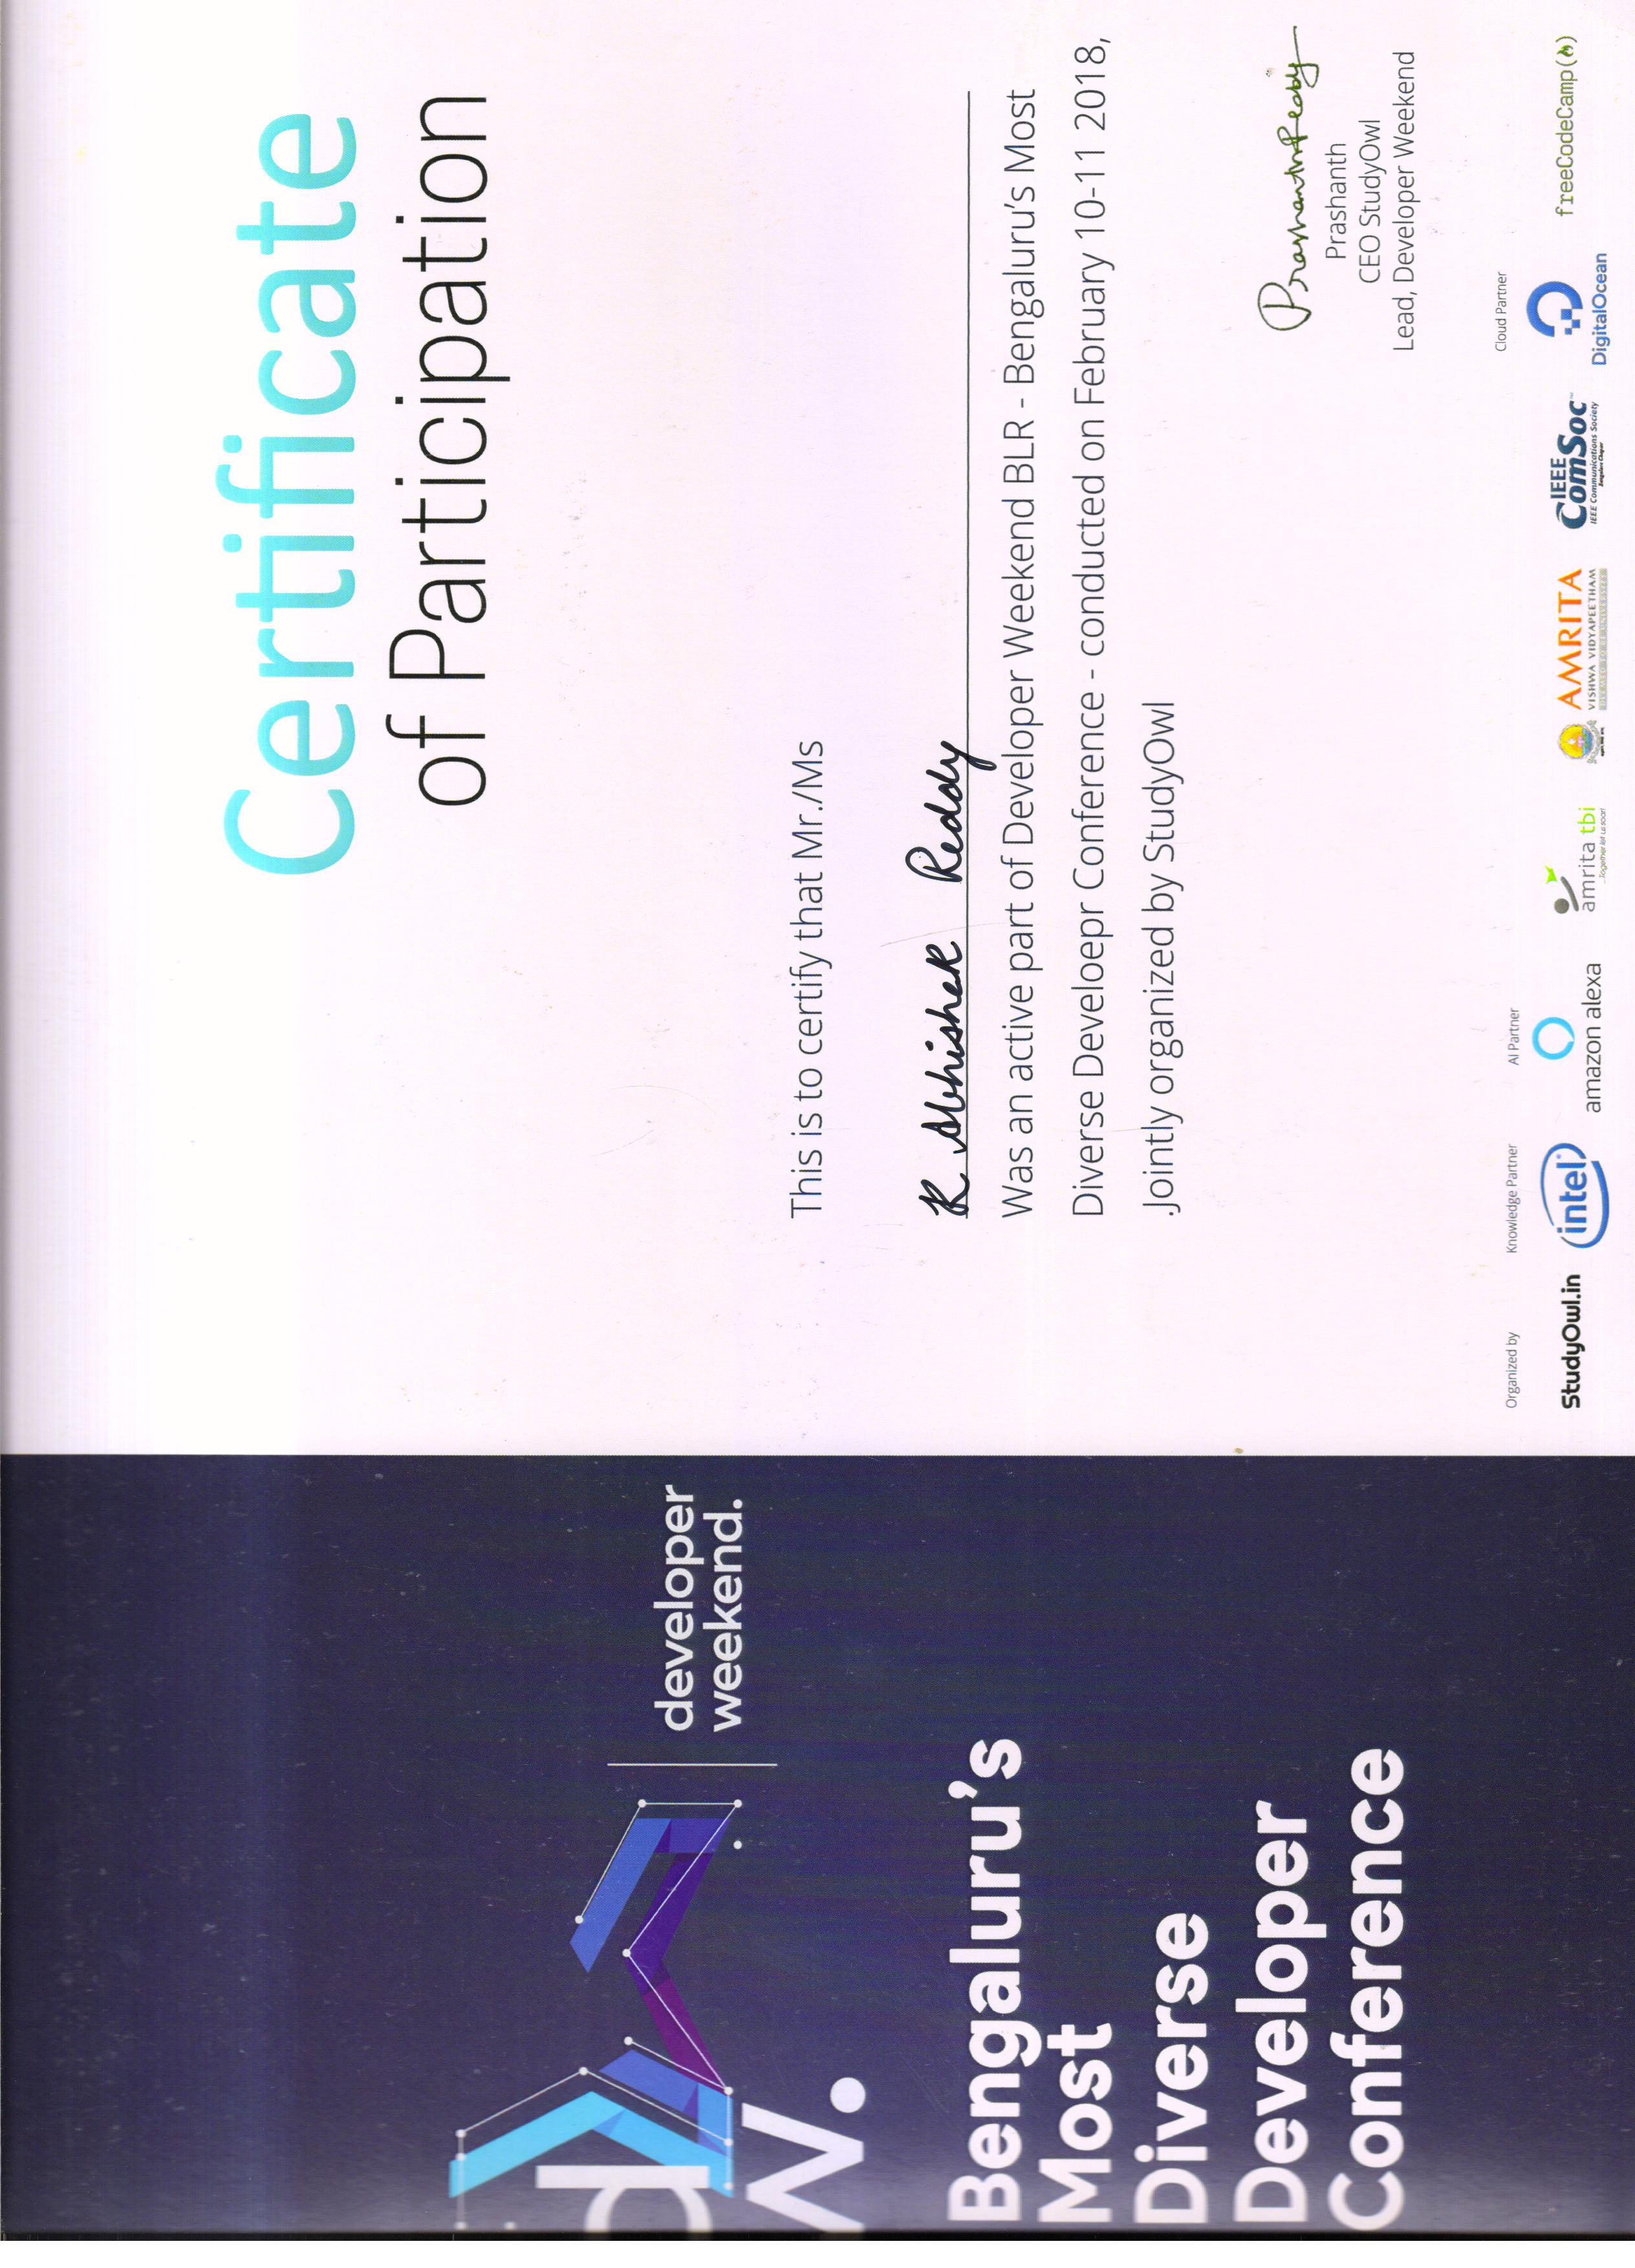 d
w.
developer
weekend.
Bengaluru's
Most
Diverse
Developer
Conference
Certificate
of Participation
This is to certify that Mr./Ms
K Abhishek Reddy
Was an active part of Developer Weekend BLR - Bengaluru's Most
Diverse Develoepr Conference - conducted on February 10-11 2018,
.Jointly organized by StudyOwl
Prashanth Reddy
Prashanth
CEO StudyOwl
Lead, Developer Weekend
Organized by
StudyOwl.in
Knowledge Partner
intel
AI Partner
amazon alexa
amrita tbi
...Together let us soar!
AMRITA
VISHWA VIDYAPEETHAM
DEEMED TO BE UNIVERSITY
IEEE
ComSoc
IEEE Communications Society
Bangalore Chapter
Cloud Partner
DigitalOcean
freeCodeCamp